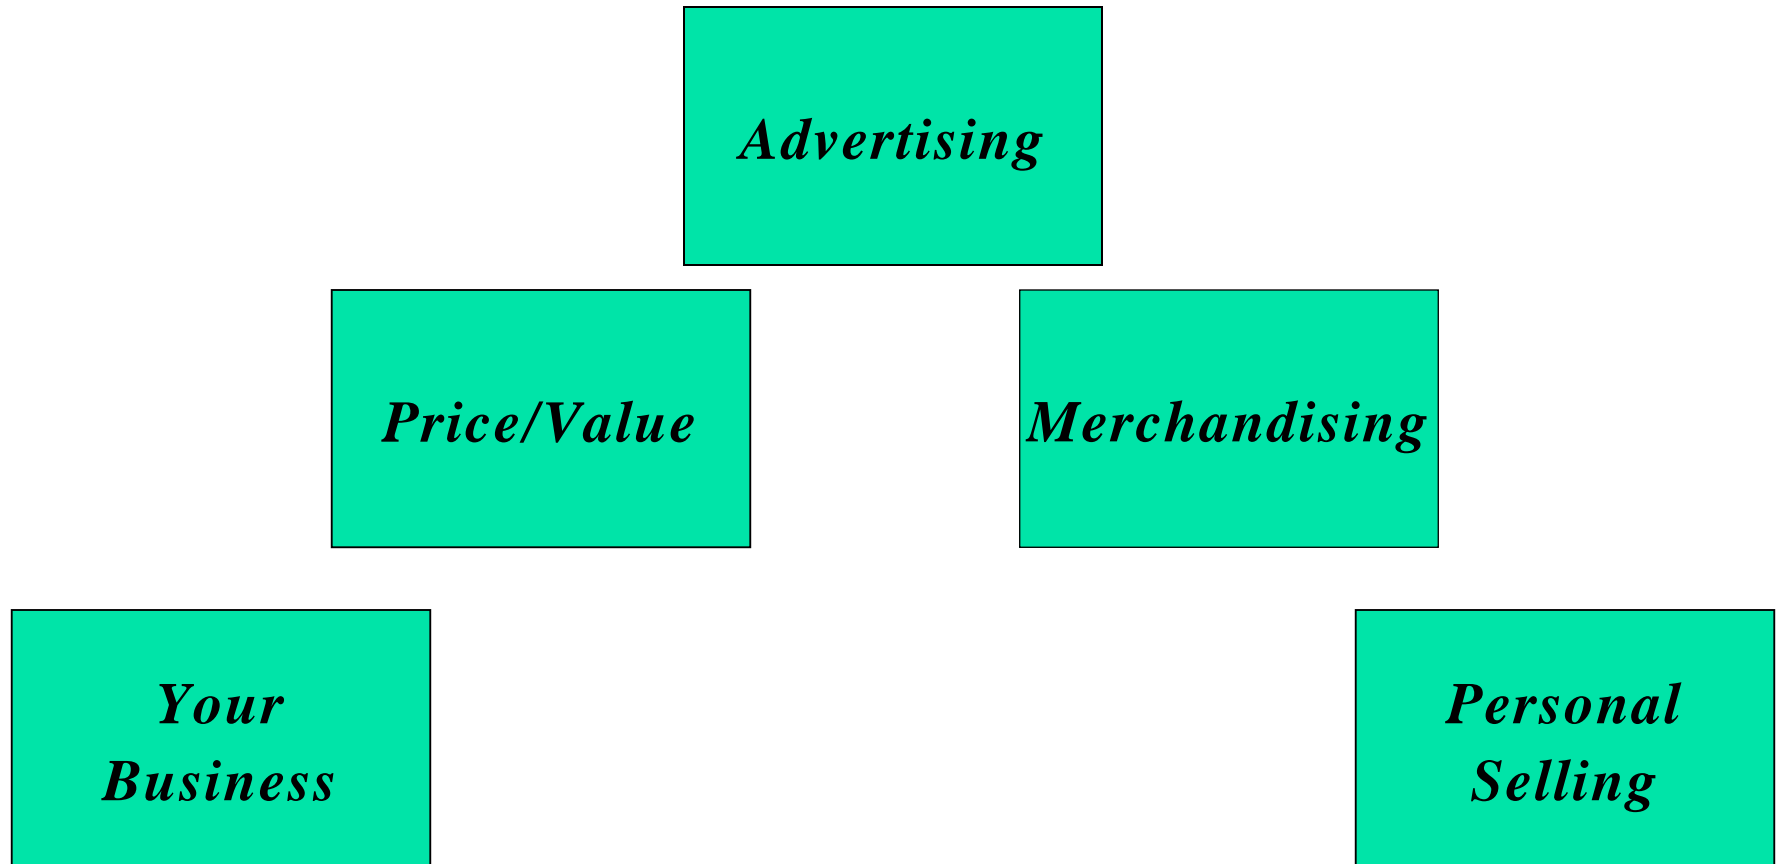 Advertising
Price/Value
Merchandising
Your
Business
Personal
Selling